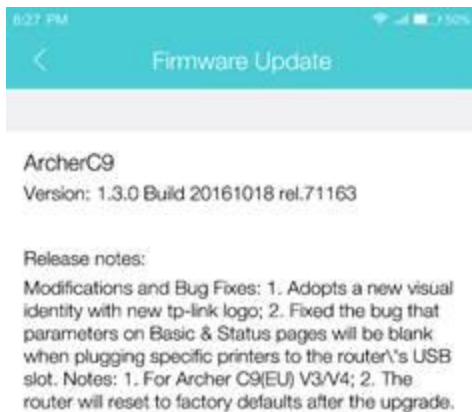 6:27 PM 50%
Firmware Update
ArcherC9
Version: 1.3.0 Build 20161018 rel.71163
Release notes:
Modifications and Bug Fixes: 1. Adopts a new visual
identity with new tp-link logo; 2. Fixed the bug that
parameters on Basic & Status pages will be blank
when plugging specific printers to the router\'s USB
slot. Notes: 1. For Archer C9(EU) V3/V4; 2. The
router will reset to factory defaults after the upgrade.